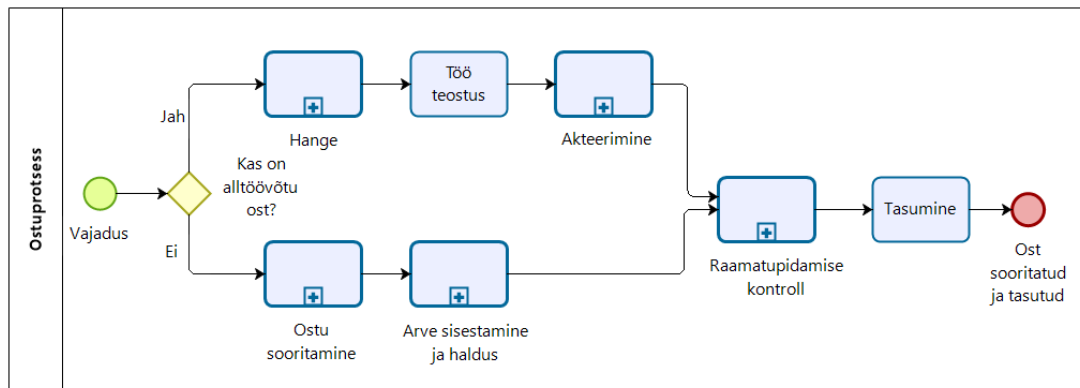 Ostuprotsess
Vajadus
Kas on
alltöövõtu
ost?
Jah
Hange
Töö
teostus
Akteerimine
Ei
Ostu
sooritamine
Arve sisestamine
ja haldus
Raamatupidamise
kontroll
Tasumine
Ost
sooritatud
ja tasutud